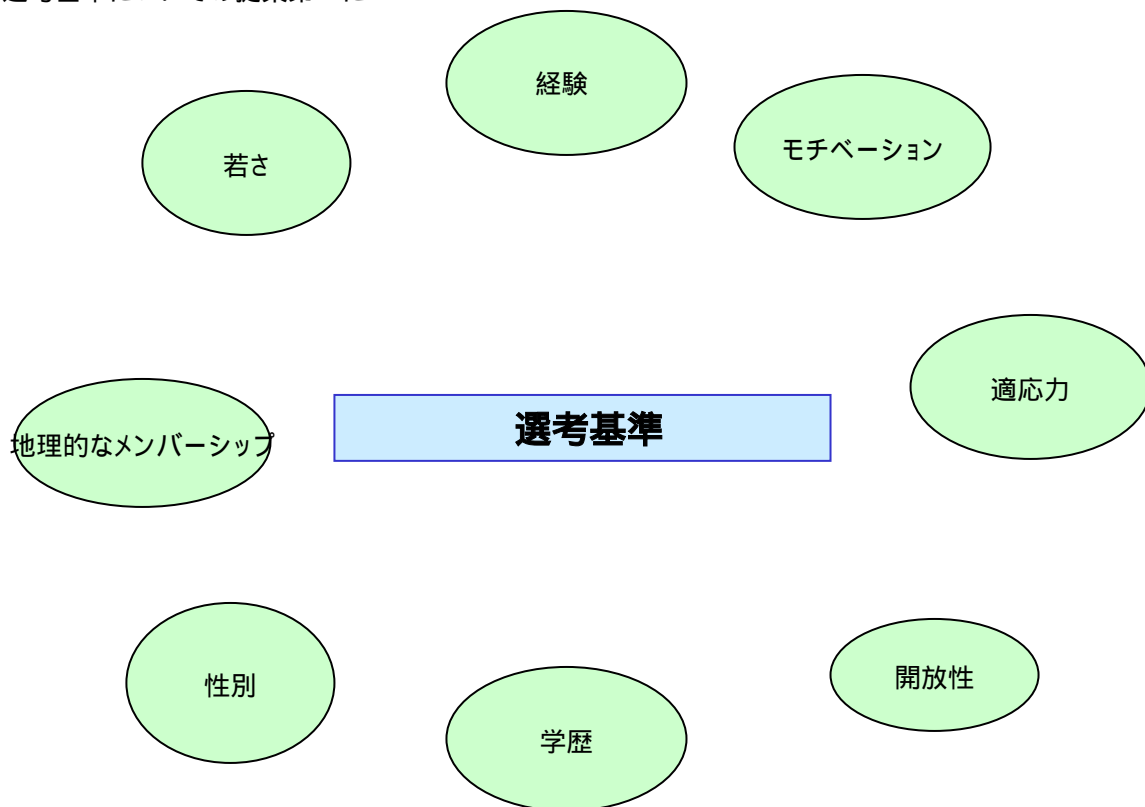 経験
モチベーション
若さ
適応力
選考基準
地理的なメンバーシップ
開放性
性別
学歴